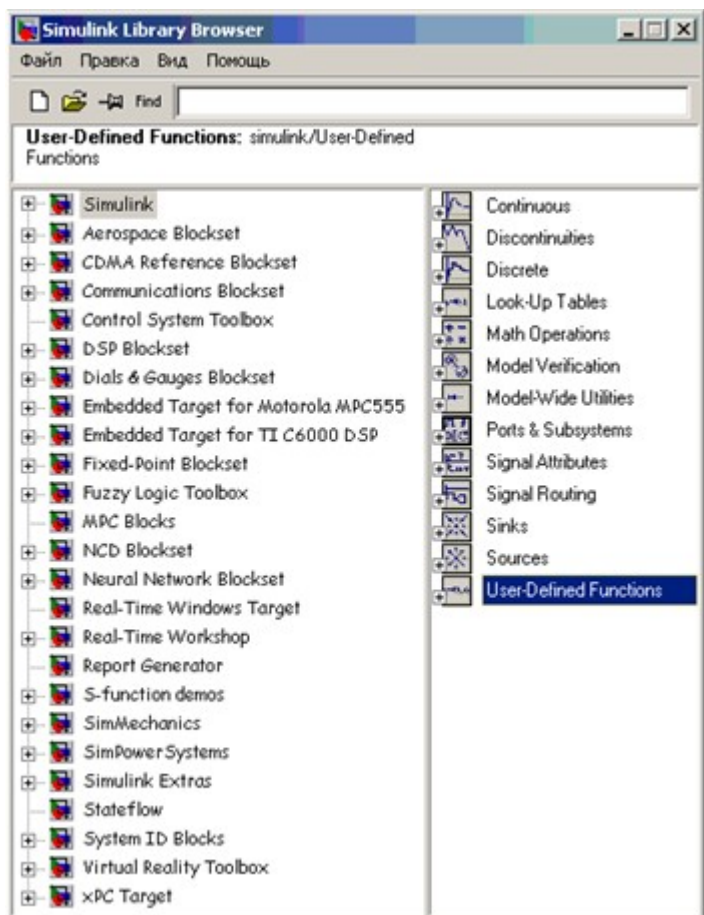 Simulink Library Browser
Файл Правка Вид Помощь
Find
User-Defined Functions: simulink/User-Defined
Functions
Simulink
Aerospace Blockset
CDMA Reference Blockset
Communications Blockset
Control System Toolbox
DSP Blockset
Dials & Gauges Blockset
Embedded Target for Motorola MPC555
Embedded Target for TI C6000 DSP
Fixed-Point Blockset
Fuzzy Logic Toolbox
MPC Blocks
NCD Blockset
Neural Network Blockset
Real-Time Windows Target
Real-Time Workshop
Report Generator
S-function demos
SimMechanics
SimPowerSystems
Simulink Extras
Stateflow
System ID Blocks
Virtual Reality Toolbox
xPC Target
Continuous
Discontinuities
Discrete
Look-Up Tables
Math Operations
Model Verification
Model-Wide Utilities
Ports & Subsystems
Signal Attributes
Signal Routing
Sinks
Sources
User-Defined Functions